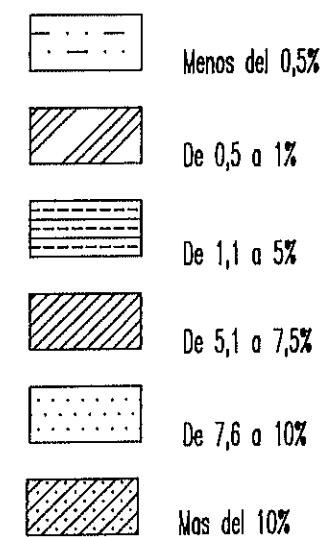 Menos del 0,5%
De 0,5 a 1%
De 1,1 a 5%
De 5,1 a 7,5%
De 7,6 a 10%
Mas del 10%